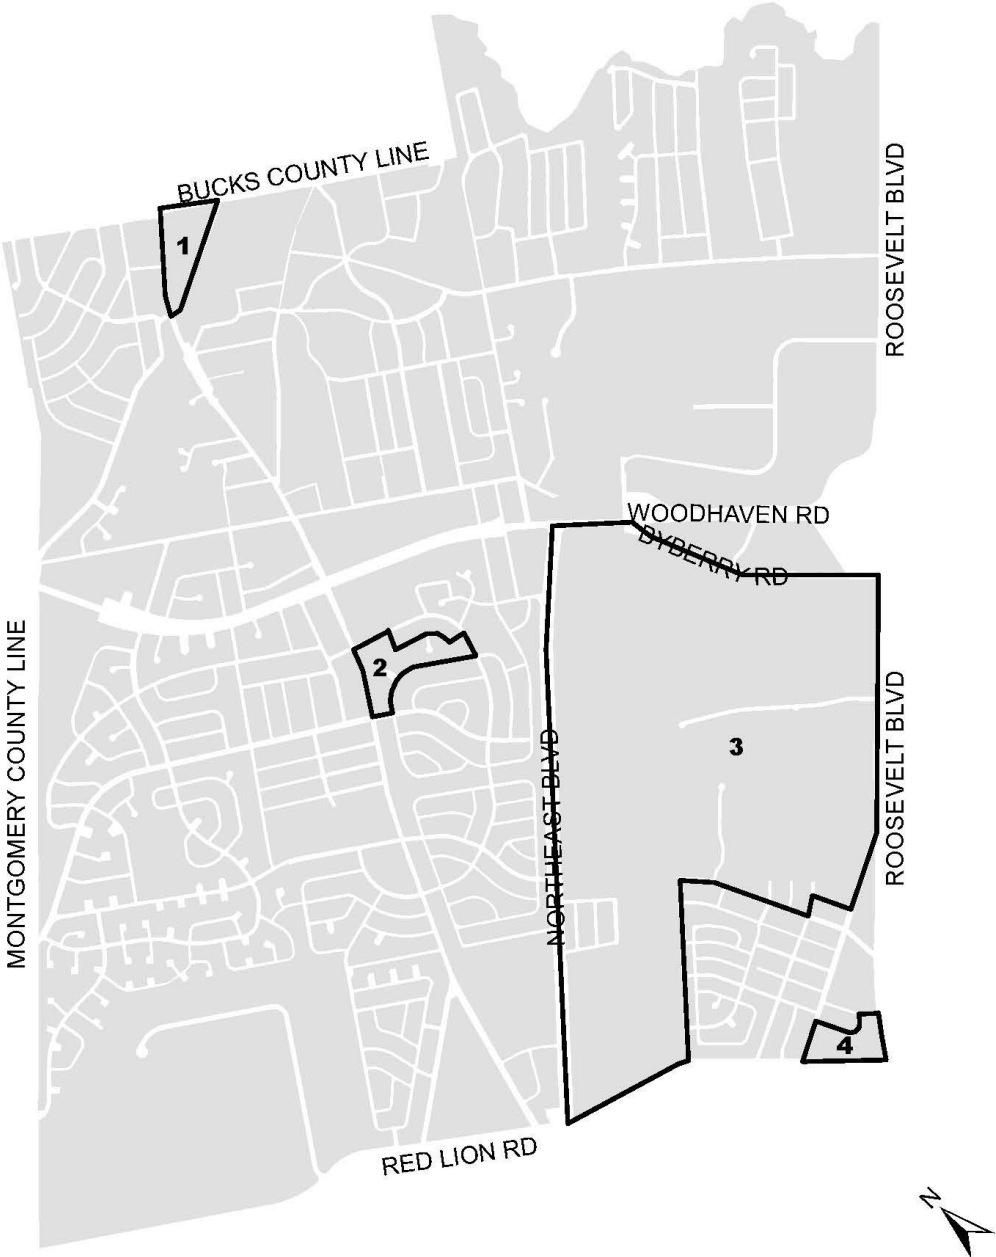 BUCKS COUNTY LINE
ROOSEVELT BLVD
1
WOODHAVEN RD
BYBERRY RD
MONTGOMERY COUNTY LINE
2
3
NORTHEAST BLVD
ROOSEVELT BLVD
4
RED LION RD
N